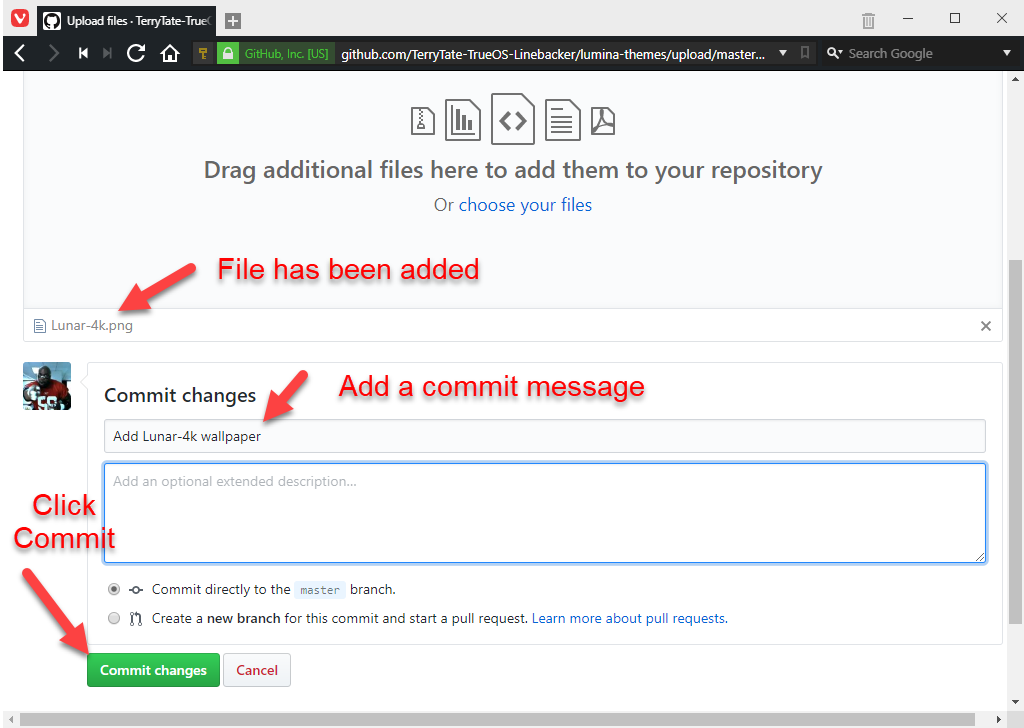 Upload files · TerryTate-TrueO
GitHub, Inc. [US]
github.com/TerryTate-TrueOS-Linebacker/lumina-themes/upload/master...
Search Google
Drag additional files here to add them to your repository
Or choose your files
File has been added
Lunar-4k.png
Commit changes
Add a commit message
Add Lunar-4k wallpaper
Add an optional extended description...
Click
Commit
Commit directly to the master branch.
Create a new branch for this commit and start a pull request. Learn more about pull requests.
Commit changes
Cancel